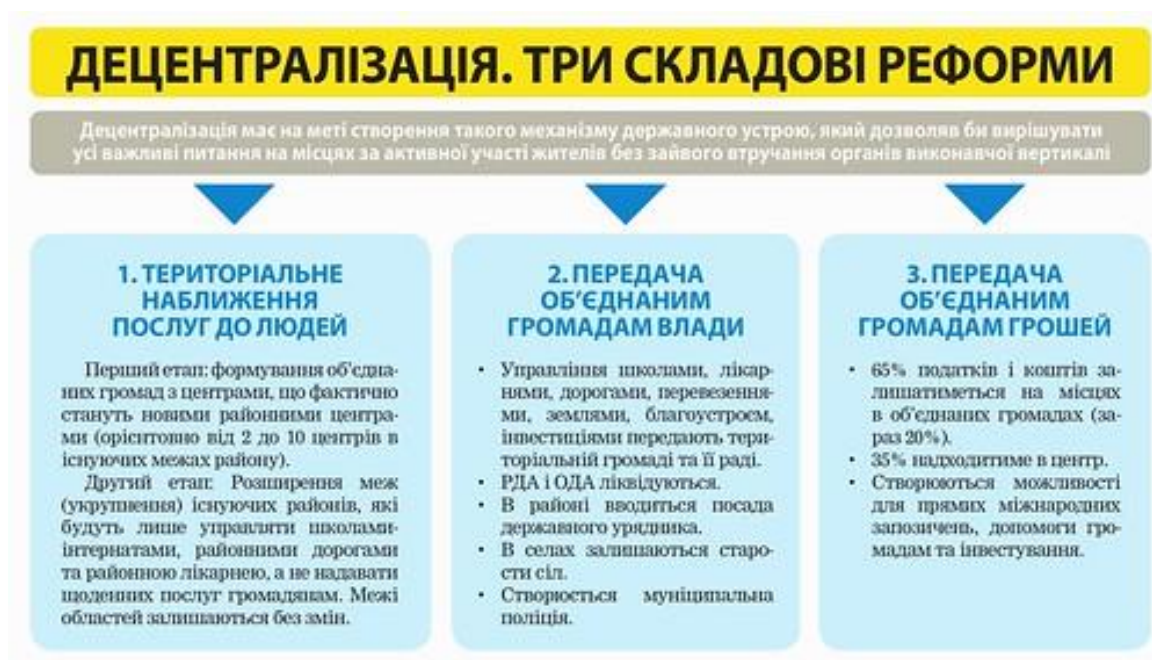 ДЕЦЕНТРАЛІЗАЦІЯ. ТРИ СКЛАДОВІ РЕФОРМИ
Децентралізація має на меті створення такого механізму державного устрою, який дозволяв би вирішувати
усі важливі питання на місцях за активної участі жителів без зайвого втручання органів виконавчої вертикалі
1. ТЕРИТОРІАЛЬНЕ
НАБЛИЖЕННЯ
ПОСЛУГ ДО ЛЮДЕЙ
Перший етап: формування об'єдна-
них громад з центрами, що фактично
стануть новими районними центра-
ми (орієнтовно від 2 до 10 центрів в
існуючих межах району).
Другий етап: Розширення меж
(укрупнення) існуючих районів, які
будуть лише управляти школами-
інтернатами, районними дорогами
та районною лікарнею, а не надавати
щоденних послуг громадянам. Межі
областей залишаються без змін.
2. ПЕРЕДАЧА
ОБ'ЄДНАНИМ
ГРОМАДАМ ВЛАДИ
• Управління школами, лікар-
нями, дорогами, перевезення-
ми, землями, благоустроєм,
інвестиціями передають тери-
торіальній громаді та її раді.
• РДА і ОДА ліквідуються.
• В районі вводиться посада
державного урядника.
• В селах залишаються старо-
сти сіл.
• Створюється муніципальна
поліція.
3. ПЕРЕДАЧА
ОБ'ЄДНАНИМ
ГРОМАДАМ ГРОШЕЙ
• 65% податків і коштів за-
лишатиметься на місцях
в об'єднаних громадах (за-
раз 20%).
• 35% надходитиме в центр.
• Створюються можливості
для прямих міжнародних
запозичень, допомоги гро-
мадам та інвестування.